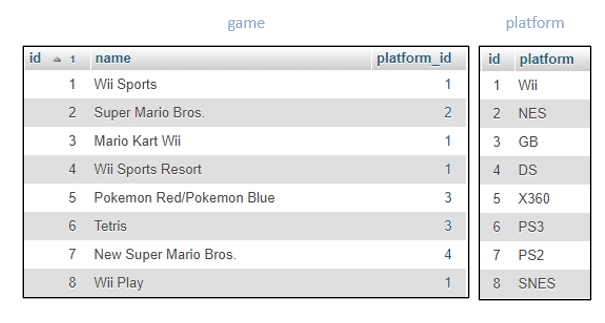 game platform
id 1 name platform_id id platform
1 Wii Sports 1 1 Wii
2 Super Mario Bros. 2 2 NES
3 Mario Kart Wii 1 3 GB
4 Wii Sports Resort 1 4 DS
5 Pokemon Red/Pokemon Blue 3 5 X360
6 Tetris 3 6 PS3
7 New Super Mario Bros. 4 7 PS2
8 Wii Play 1 8 SNES